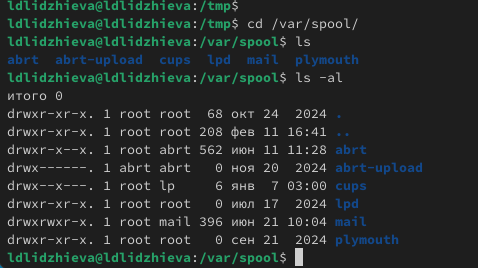 ldlidzhieva@ldlidzhieva:/tmp$
ldlidzhieva@ldlidzhieva:/tmp$ cd /var/spool/
ldlidzhieva@ldlidzhieva:/var/spool$ ls
abrt  abrt-upload  cups  lpd  mail  plymouth
ldlidzhieva@ldlidzhieva:/var/spool$ ls -al
итого 0
drwxr-xr-x. 1 root root  68 окт 24  2024 .
drwxr-xr-x. 1 root root 208 фев 11 16:41 ..
drwxr-x--x. 1 root abrt 562 июн 11 11:28 abrt
drwx------. 1 abrt abrt   0 ноя 20  2024 abrt-upload
drwx--x---. 1 root lp     6 янв  7 03:00 cups
drwxr-xr-x. 1 root root   0 июл 17  2024 lpd
drwxrwxr-x. 1 root mail 396 июн 21 10:04 mail
drwxr-xr-x. 1 root root   0 сен 21  2024 plymouth
ldlidzhieva@ldlidzhieva:/var/spool$